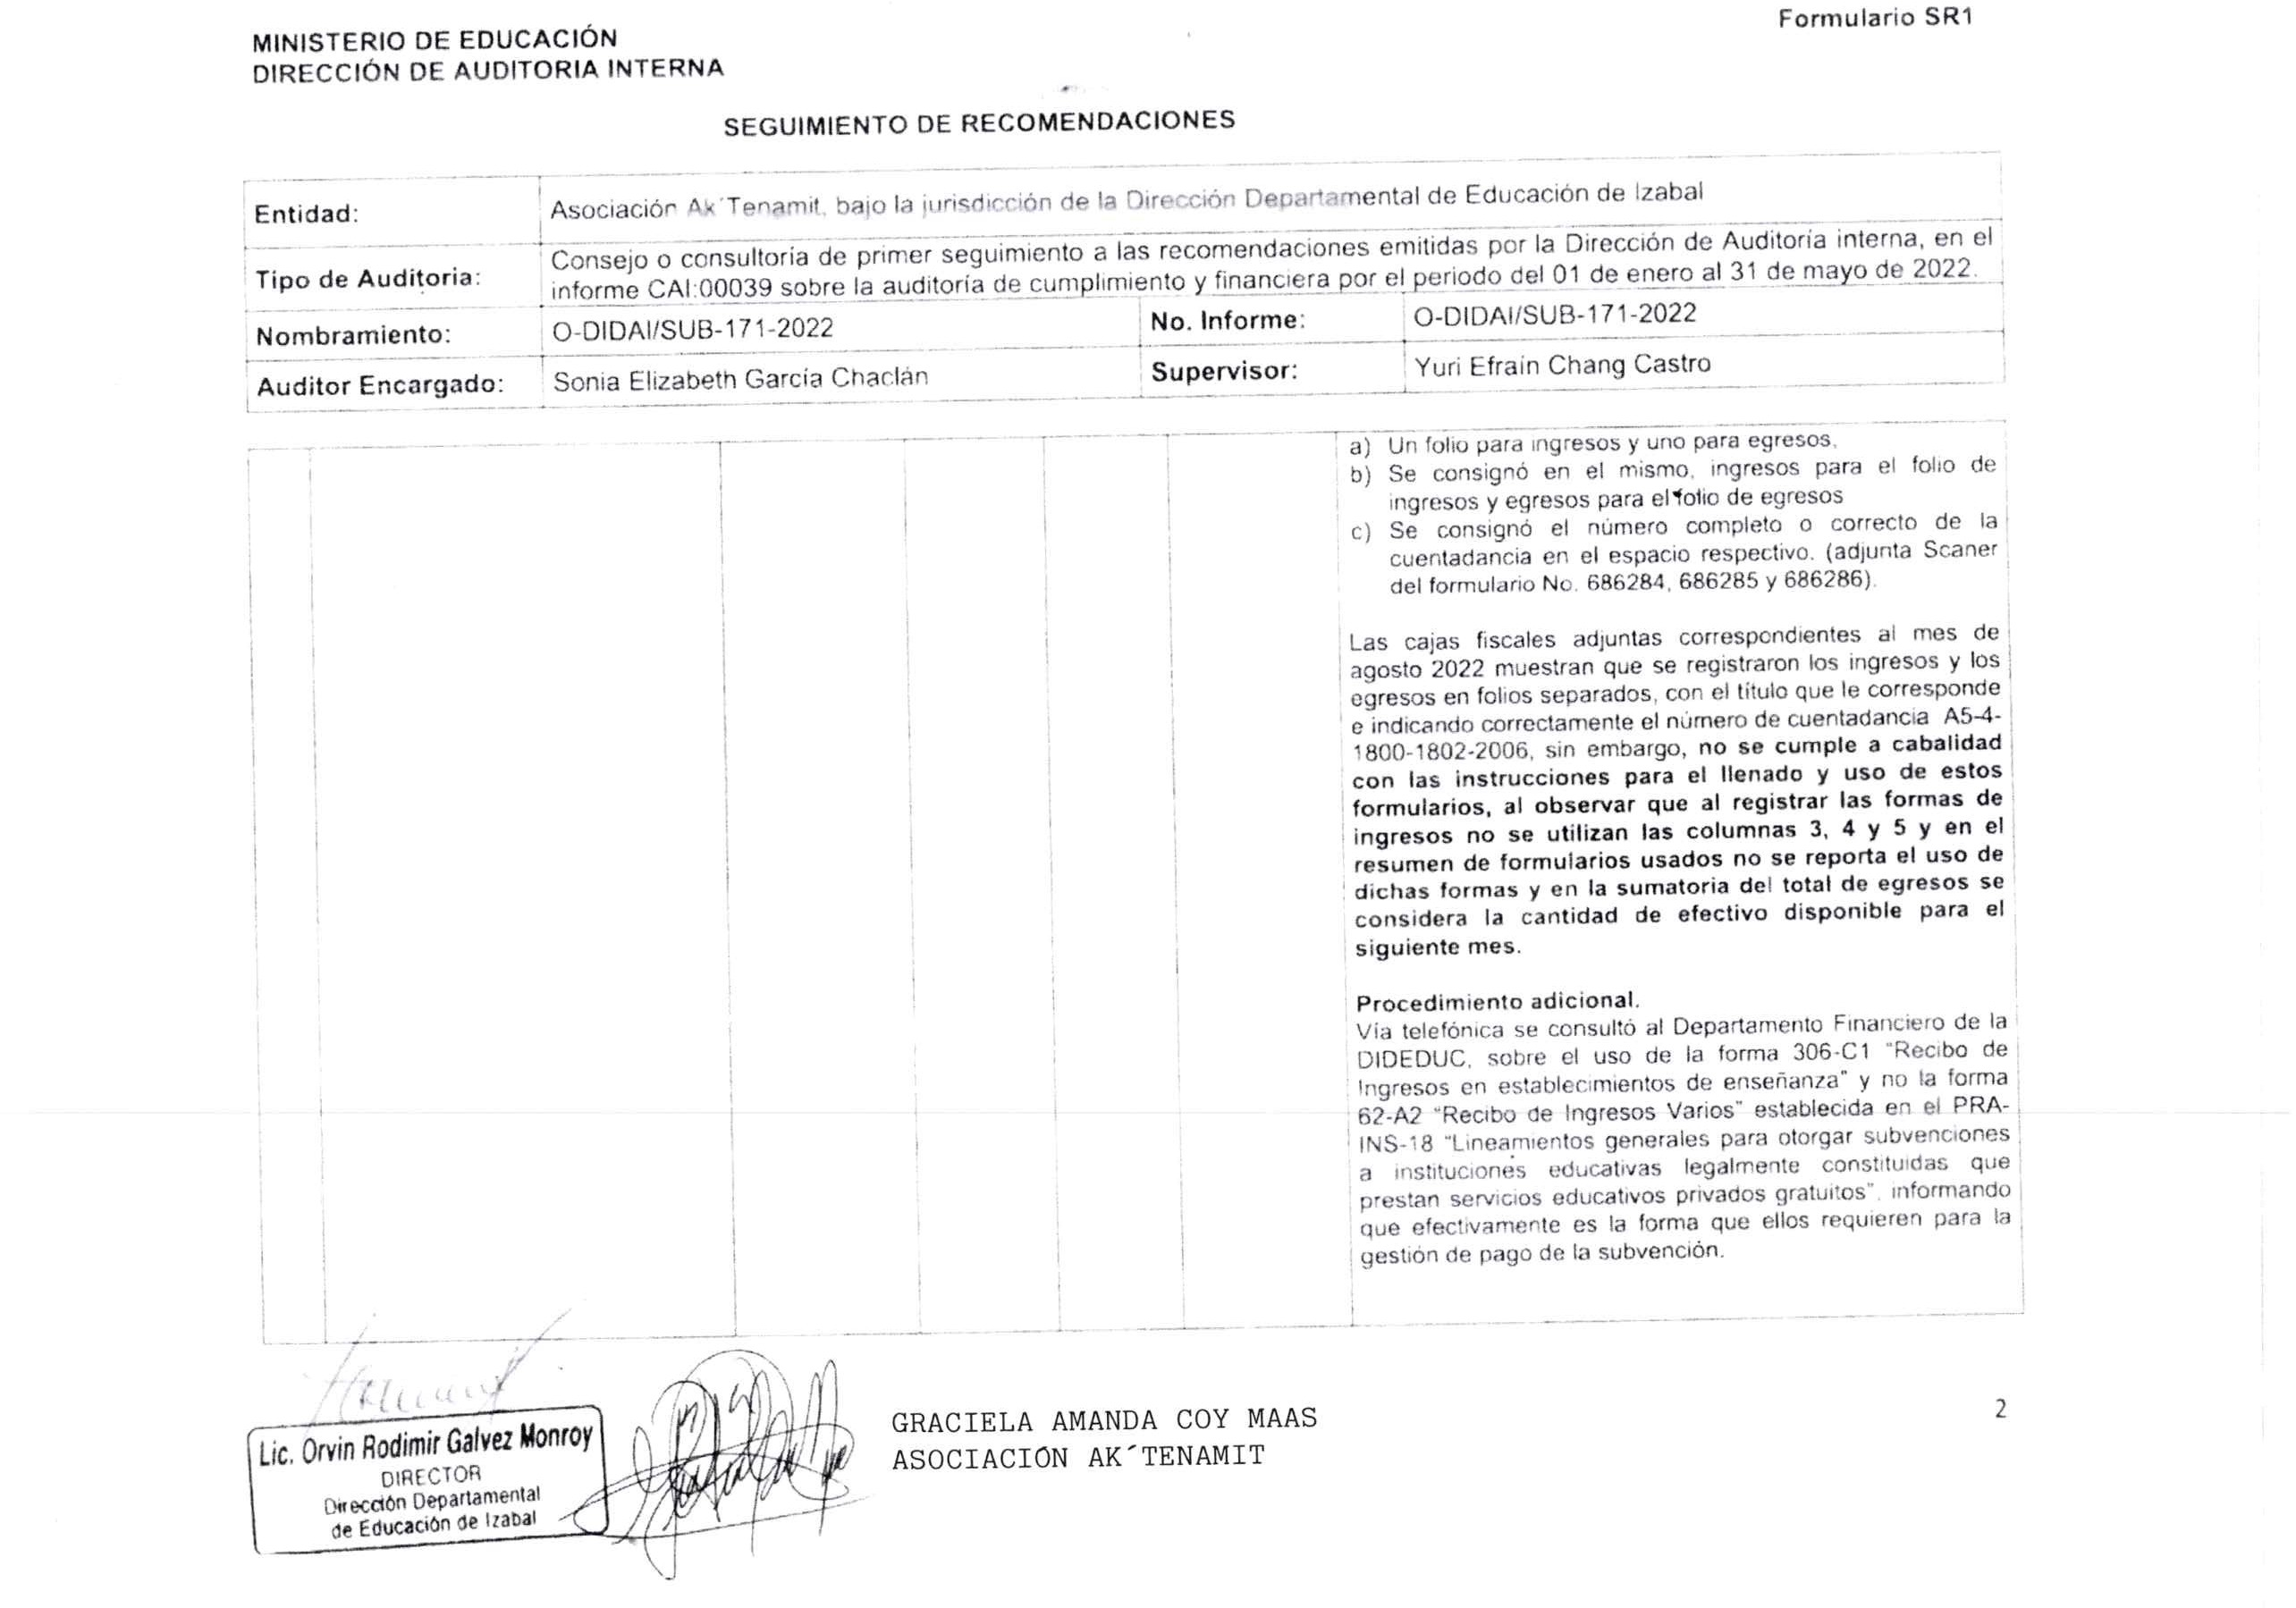 Formulario SR1
MINISTERIO DE EDUCACIÓN
DIRECCIÓN DE AUDITORIA INTERNA
SEGUIMIENTO DE RECOMENDACIONES
Entidad: Asociación Ak´Tenamit, bajo la jurisdicción de la Dirección Departamental de Educación de Izabal
Tipo de Auditoria: Consejo o consultoría de primer seguimiento a las recomendaciones emitidas por la Dirección de Auditoría interna, en el
informe CAI:00039 sobre la auditoría de cumplimiento y financiera por el periodo del 01 de enero al 31 de mayo de 2022.
Nombramiento: O-DIDAI/SUB-171-2022 No. Informe: O-DIDAI/SUB-171-2022
Auditor Encargado: Sonia Elizabeth García Chaclán Supervisor: Yuri Efraín Chang Castro
a) Un folio para ingresos y uno para egresos,
b) Se consignó en el mismo, ingresos para el folio de
ingresos y egresos para el folio de egresos
c) Se consignó el número completo o correcto de la
cuentadancia en el espacio respectivo. (adjunta Scaner
del formulario No. 686284, 686285 y 686286).
Las cajas fiscales adjuntas correspondientes al mes de
agosto 2022 muestran que se registraron los ingresos y los
egresos en folios separados, con el título que le corresponde
e indicando correctamente el número de cuentadancia A5-4-
1800-1802-2006, sin embargo, no se cumple a cabalidad
con las instrucciones para el llenado y uso de estos
formularios, al observar que al registrar las formas de
ingresos no se utilizan las columnas 3, 4 y 5 y en el
resumen de formularios usados no se reporta el uso de
dichas formas y en la sumatoria del total de egresos se
considera la cantidad de efectivo disponible para el
siguiente mes.
Procedimiento adicional.
Vía telefónica se consultó al Departamento Financiero de la
DIDEDUC, sobre el uso de la forma 306-C1 "Recibo de
Ingresos en establecimientos de enseñanza" y no la forma
62-A2 "Recibo de Ingresos Varios" establecida en el PRA-
INS-18 "Lineamientos generales para otorgar subvenciones
a instituciones educativas legalmente constituidas que
prestan servicios educativos privados gratuitos", informando
que efectivamente es la forma que ellos requieren para la
gestión de pago de la subvención.
Lic. Orvin Rodimir Galvez Monroy
DIRECTOR
Dirección Departamental
de Educación de Izabal
GRACIELA AMANDA COY MAAS
ASOCIACIÓN AK´TENAMIT
2